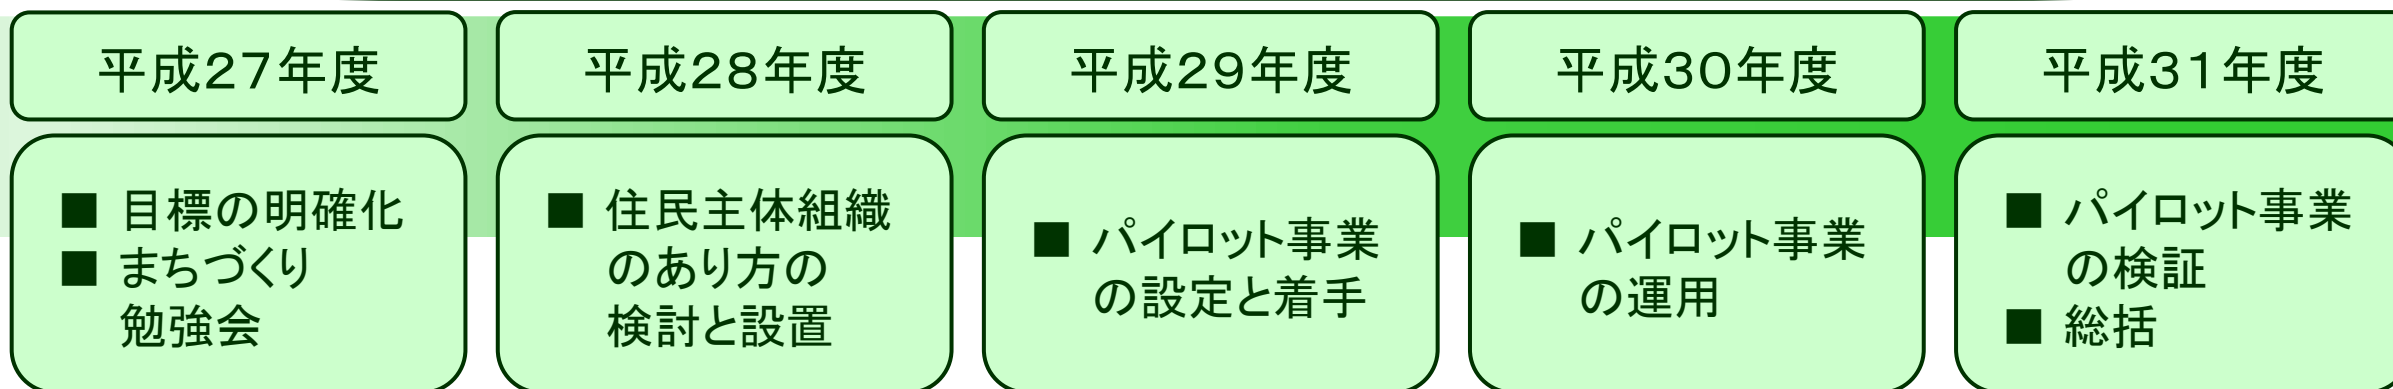 平成27年度
平成28年度
平成29年度
平成30年度
平成31年度
■ 目標の明確化
■ まちづくり
勉強会
■ 住民主体組織
のあり方の
検討と設置
■ パイロット事業
の設定と着手
■ パイロット事業
の運用
■ パイロット事業
の検証
■ 総括